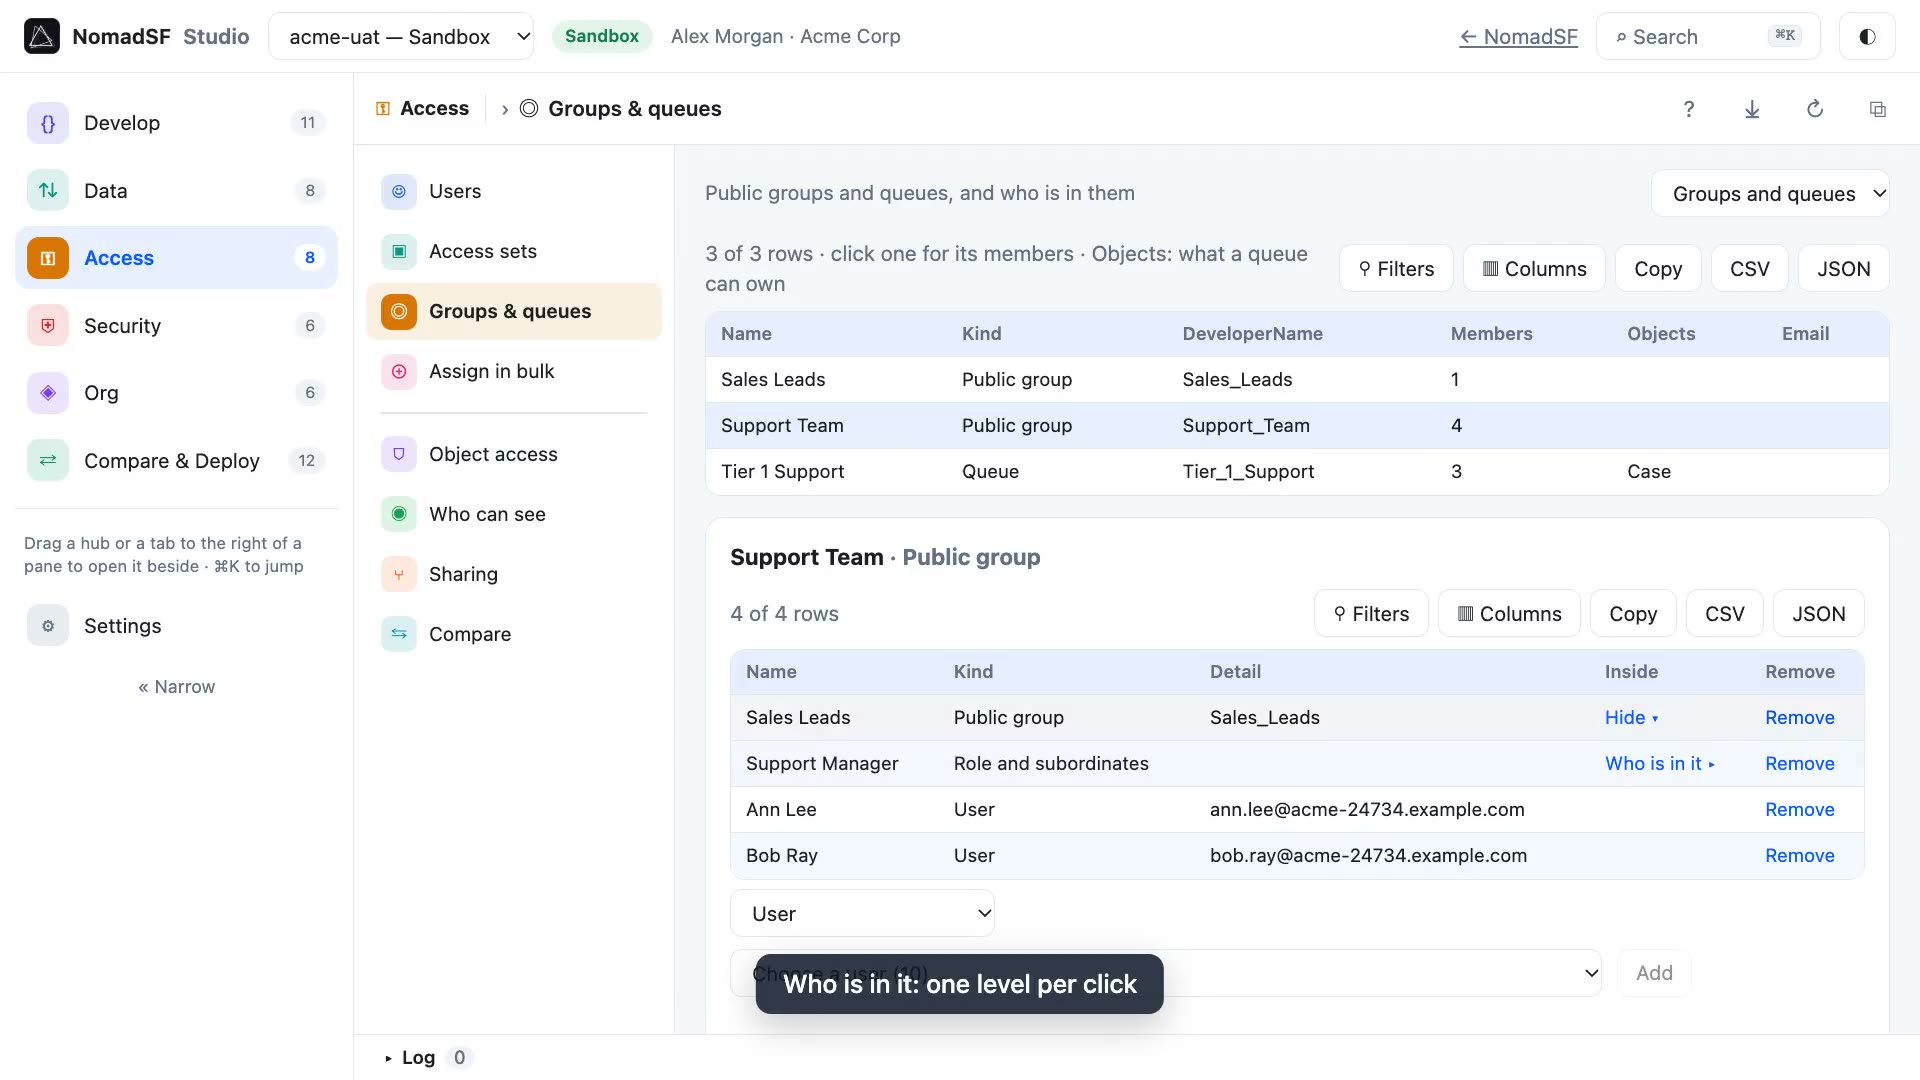 NomadSF Studio
acme-uat — Sandbox
Sandbox
Alex Morgan · Acme Corp
← NomadSF
Search ⌘K
Develop 11
Data 8
Access 8
Security 6
Org 6
Compare & Deploy 12
Drag a hub or a tab to the right of a
pane to open it beside · ⌘K to jump
Settings
« Narrow
Access › Groups & queues
?
Users
Access sets
Groups & queues
Assign in bulk
Object access
Who can see
Sharing
Compare
Public groups and queues, and who is in them
Groups and queues
3 of 3 rows · click one for its members · Objects: what a queue
can own
Filters Columns Copy CSV JSON
Name Kind DeveloperName Members Objects Email
Sales Leads Public group Sales_Leads 1
Support Team Public group Support_Team 4
Tier 1 Support Queue Tier_1_Support 3 Case
Support Team · Public group
4 of 4 rows
Filters Columns Copy CSV JSON
Name Kind Detail Inside Remove
Sales Leads Public group Sales_Leads Hide ▾ Remove
Support Manager Role and subordinates Who is in it ▸ Remove
Ann Lee User ann.lee@acme-24734.example.com Remove
Bob Ray User bob.ray@acme-24734.example.com Remove
User
Choose a user (10)
Add
Who is in it: one level per click
▸ Log 0